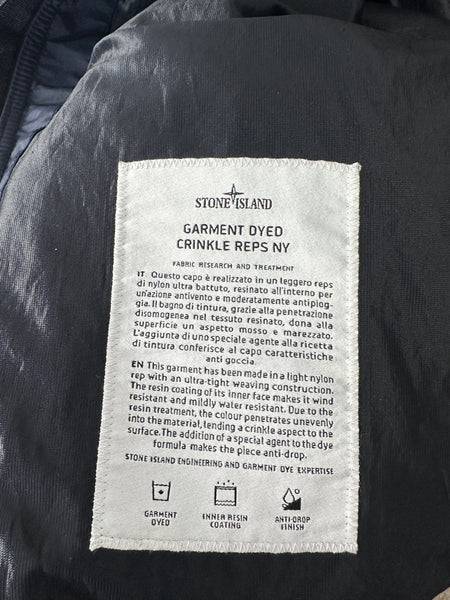 STONE ISLAND
GARMENT DYED
CRINKLE REPS NY
FABRIC RESEARCH AND TREATMENT
IT Questo capo è realizzato in un leggero reps
di nylon ultra battuto, resinato all'interno per
un'azione antivento e moderatamente antipiog-
gia. Il bagno di tintura, grazie alla penetrazione
disomogenea nel tessuto resinato, dona alla
superficie un aspetto mosso e marezzato.
L'aggiunta di uno speciale agente alla ricetta
di tintura conferisce al capo caratteristiche
anti goccia.
EN This garment has been made in a light nylon
rep with an ultra-tight weaving construction.
The resin coating of its inner face makes it wind
resistant and mildly water resistant. Due to the
resin treatment, the colour penetrates unevenly
into the material, lending a crinkle aspect to the
surface. The addition of a special agent to the dye
formula makes the piece anti-drop.
STONE ISLAND ENGINEERING AND GARMENT DYE EXPERTISE
GARMENT DYED
INNER RESIN COATING
ANTI-DROP FINISH